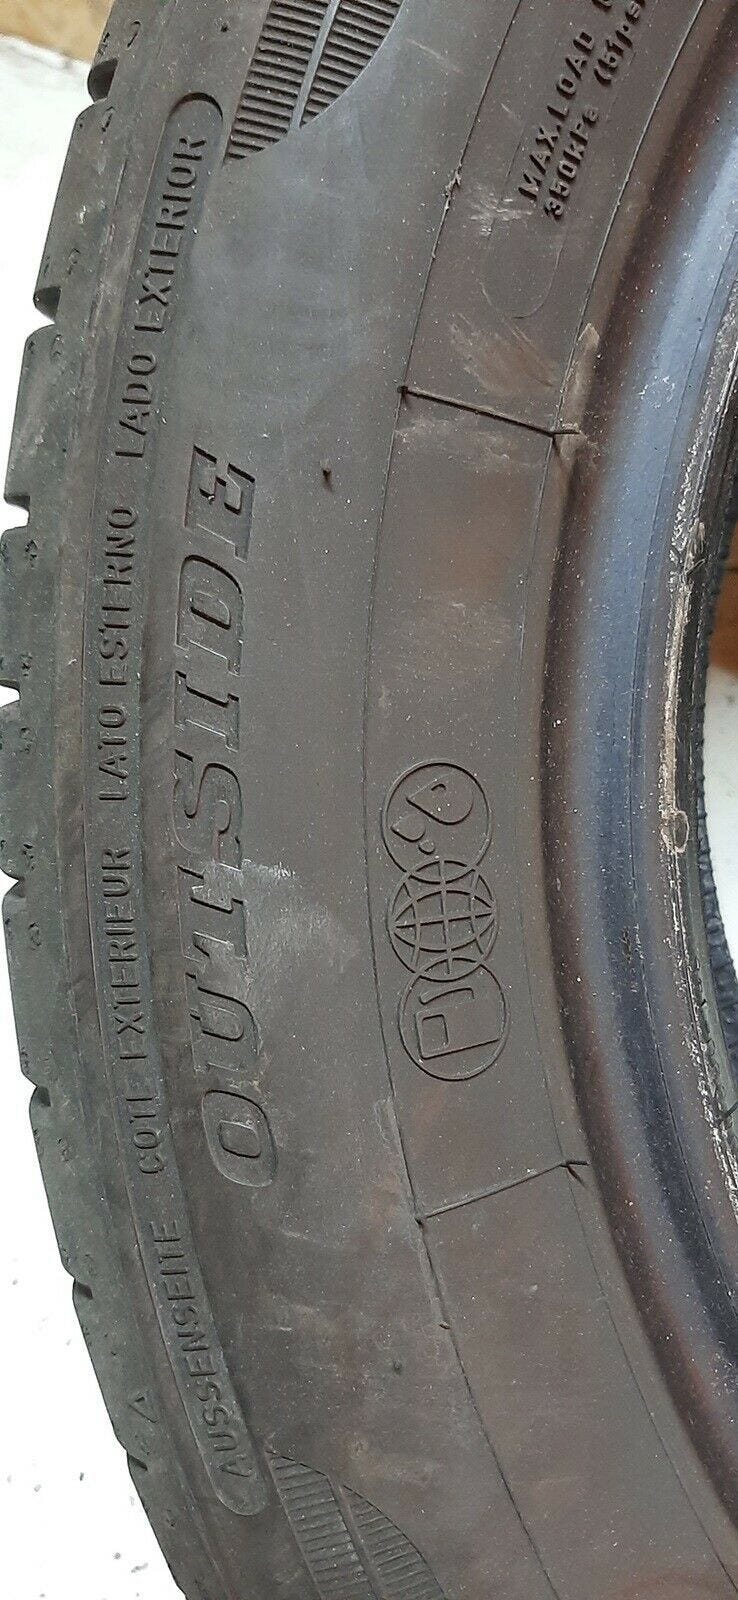 AUSSENSEITE COTE EXTERIEUR LATO ESTERNO LADO EXTERIOR
OUTSIDE
MAX.LOAD
350kPa